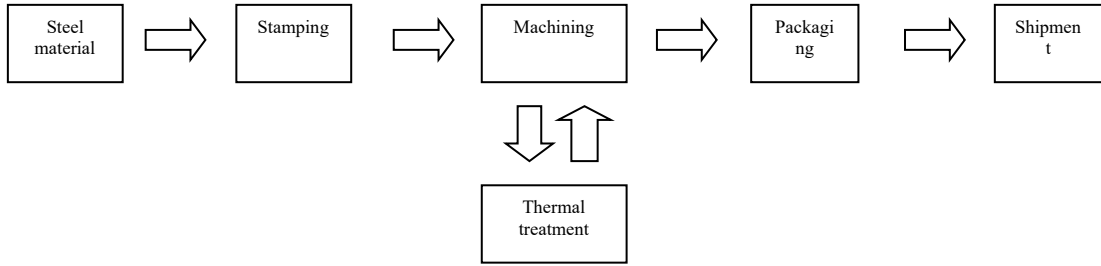 Steel
material
Stamping
Machining
Packagi
ng
Shipmen
t
Thermal
treatment